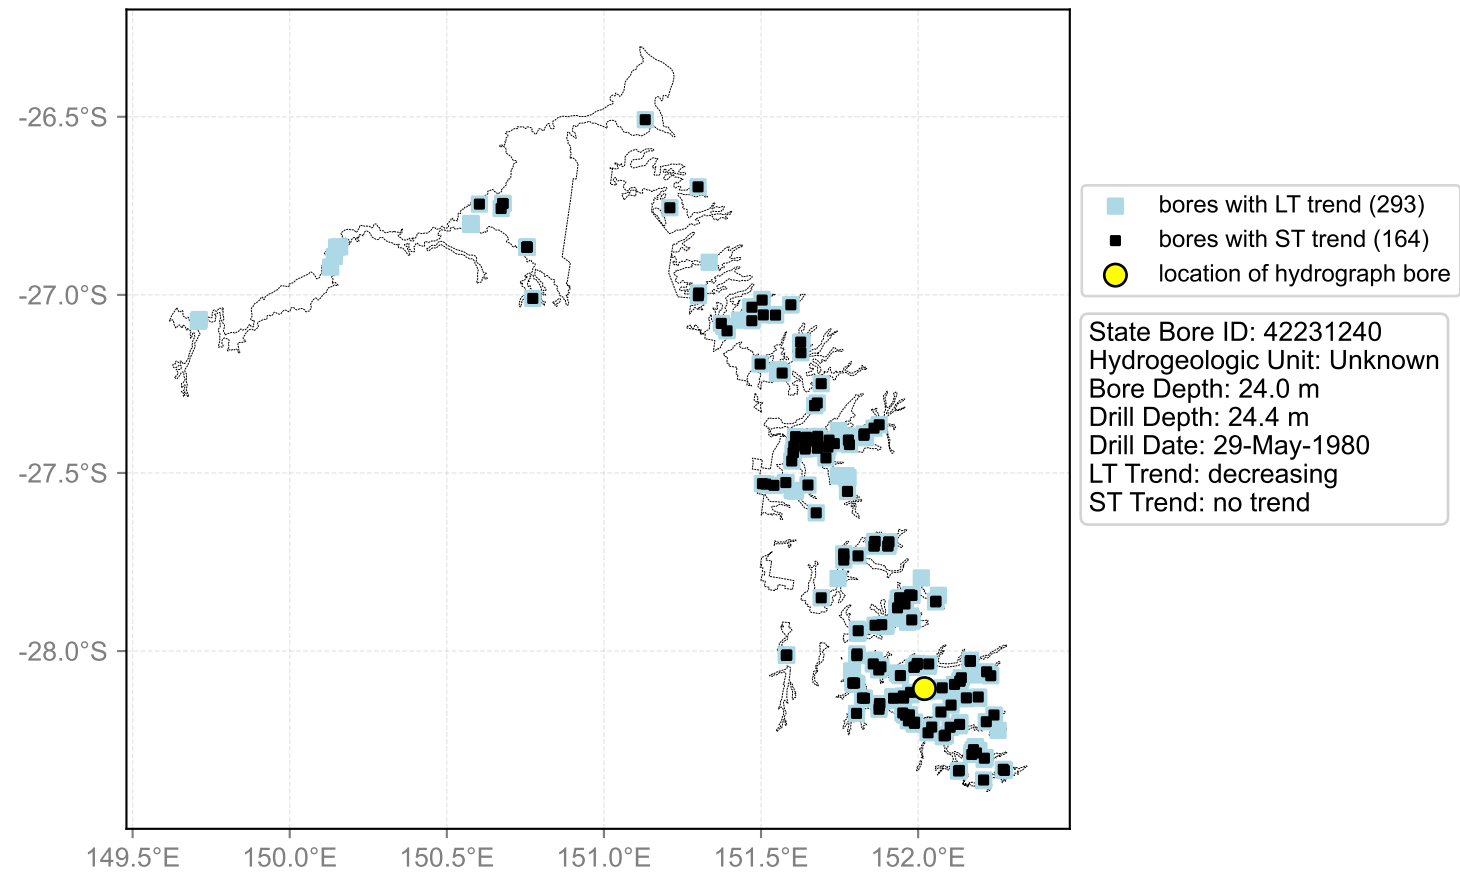 -26.5°S
-27.0°S
-27.5°S
-28.0°S
149.5°E
150.0°E
150.5°E
151.0°E
151.5°E
152.0°E
bores with LT trend (293)
bores with ST trend (164)
location of hydrograph bore
State Bore ID: 42231240
Hydrogeologic Unit: Unknown
Bore Depth: 24.0 m
Drill Depth: 24.4 m
Drill Date: 29-May-1980
LT Trend: decreasing
ST Trend: no trend